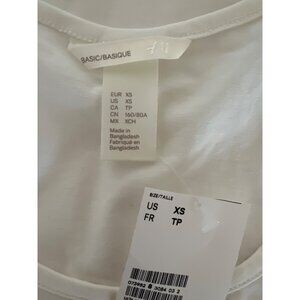 BASIC/BASIQUE
EUR XS
US XS
CA TP
CN 160/80A
MX XCH
Made in
Bangladesh
Fabriqué en
Bangladesh
SIZE/TAILLE
US XS
FR TP